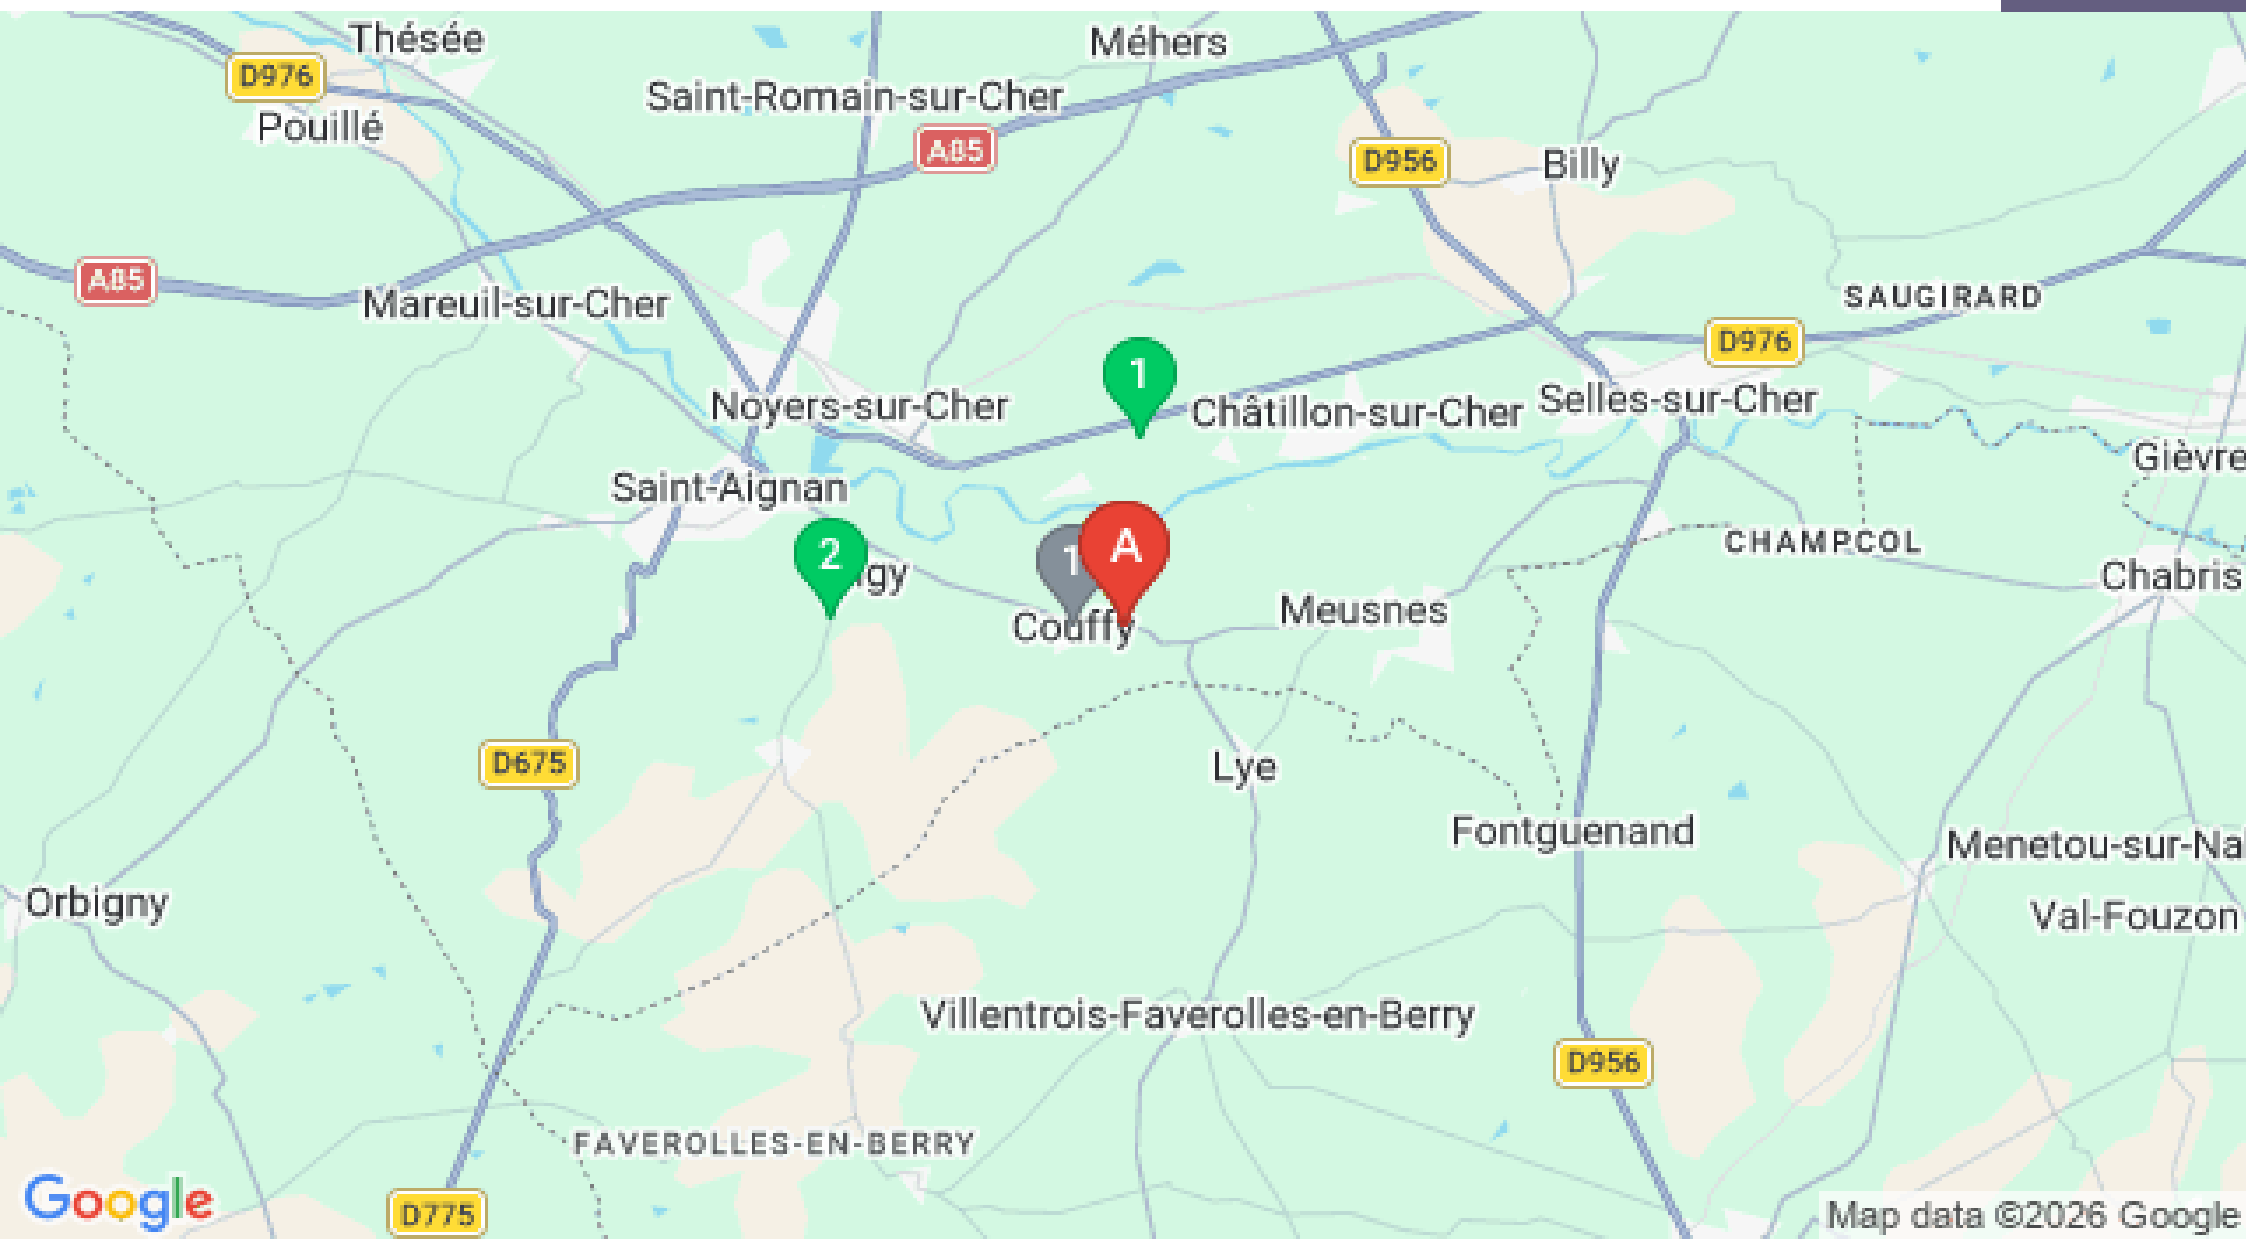 Thésée
Méhers
D976
Saint-Romain-sur-Cher
Pouillé
A85
D956
Billy
A85
Mareuil-sur-Cher
SAUGIRARD
D976
1
Noyers-sur-Cher
Châtillon-sur-Cher
Selles-sur-Cher
Gièvre
Saint-Aignan
CHAMPCOL
2
1
A
Chabris
Couffy
Meusnes
D675
Lye
Fontguenand
Menetou-sur-Na
Orbigny
Val-Fouzon
Villentrois-Faverolles-en-Berry
D956
FAVEROLLES-EN-BERRY
Google
D775
Map data ©2026 Google